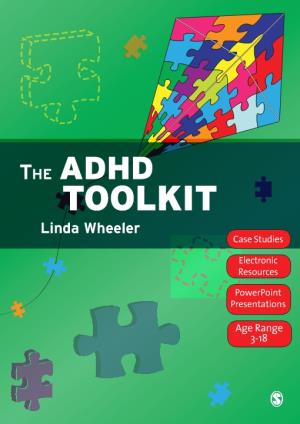 THE ADHD
TOOLKIT
Linda Wheeler
Case Studies
Electronic
Resources
PowerPoint
Presentations
Age Range
3-18